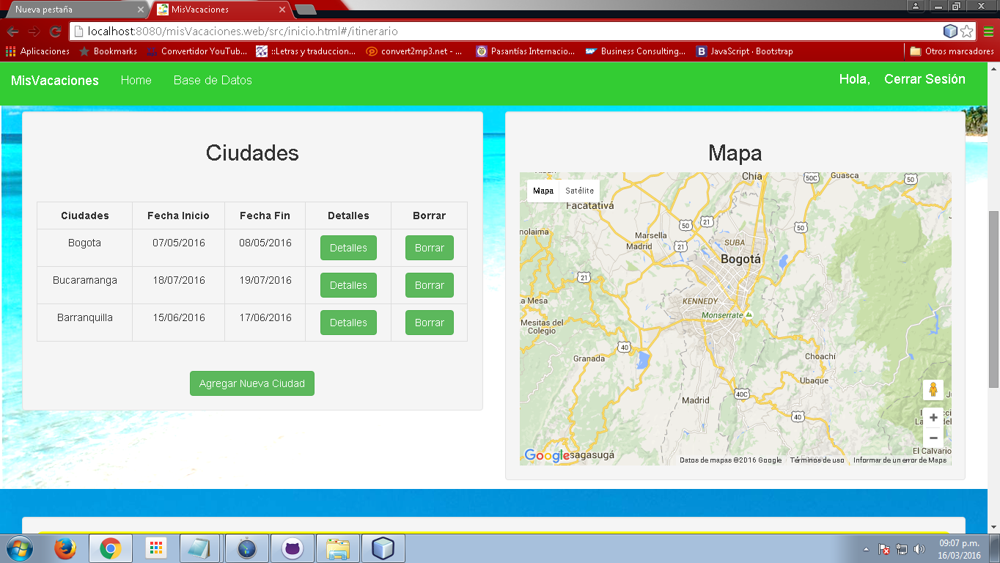 Nueva pestaña
MisVacaciones
localhost:8080/misVacaciones.web/src/inicio.html#/itinerario
Aplicaciones
Bookmarks
Convertidor YouTub...
::Letras y traduccion...
convert2mp3.net - ...
Pasantías Internacio...
Business Consulting...
JavaScript · Bootstrap
Otros marcadores
MisVacaciones Home Base de Datos Hola, Cerrar Sesión
Ciudades
Ciudades Fecha Inicio Fecha Fin Detalles Borrar
Bogota 07/05/2016 08/05/2016 Detalles Borrar
Bucaramanga 18/07/2016 19/07/2016 Detalles Borrar
Barranquilla 15/06/2016 17/06/2016 Detalles Borrar
Agregar Nueva Ciudad
Mapa
Mapa Satélite
Chía
50C
Guasca
50
Facatativá
50
21
50
nolaima
Marsella
SUBA
Madrid
21
Bogotá
21
La Mesa
KENNEDY
Monserrate
Mesitas del
Colegio
40
Granada
Choachí
Ubaque
40C
Madrid
40
El Calvario
Google
sagasugá
Datos de mapas ©2016 Google
Términos de uso
Informar de un error de Maps
09:07 p.m.
16/03/2016